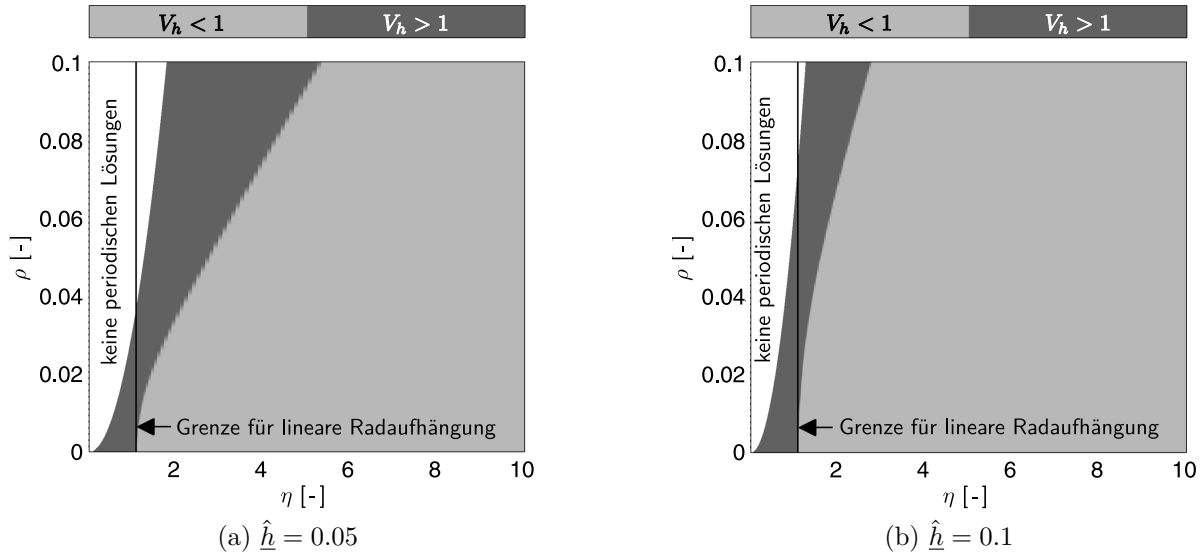 V_h < 1
V_h > 1
0.1
0.08
0.06
0.04
0.02
0
ρ [-]
keine periodischen Lösungen
Grenze für lineare Radaufhängung
2
4
6
8
10
η [-]
(a) ĥ = 0.05
V_h < 1
V_h > 1
0.1
0.08
0.06
0.04
0.02
0
ρ [-]
keine periodischen Lösungen
Grenze für lineare Radaufhängung
2
4
6
8
10
η [-]
(b) ĥ = 0.1